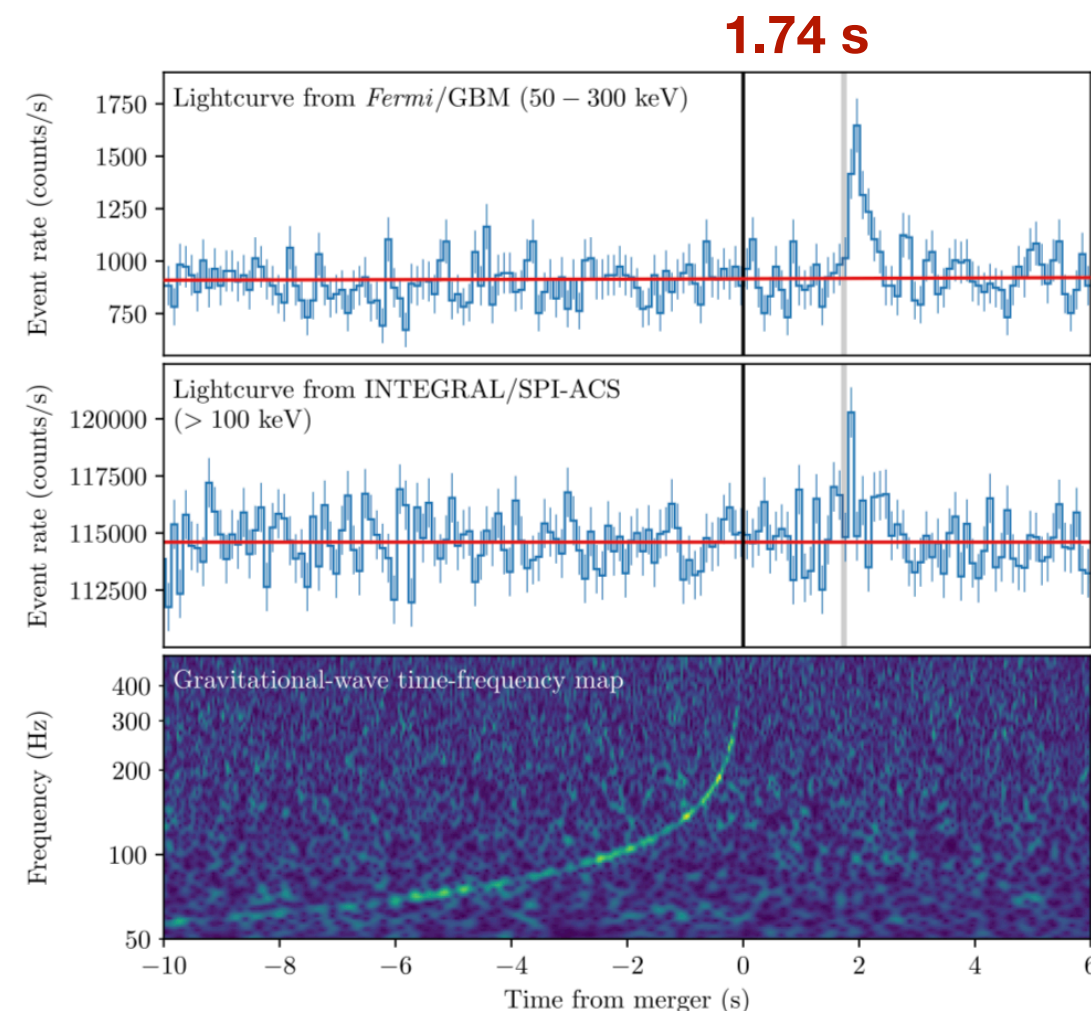 1.74 s
Lightcurve from Fermi/GBM (50 – 300 keV)
Event rate (counts/s)
1750
1500
1250
1000
750
Lightcurve from INTEGRAL/SPI-ACS
(> 100 keV)
Event rate (counts/s)
120000
117500
115000
112500
Gravitational-wave time-frequency map
Frequency (Hz)
400
300
200
100
50
−10 −8 −6 −4 −2 0 2 4 6
Time from merger (s)